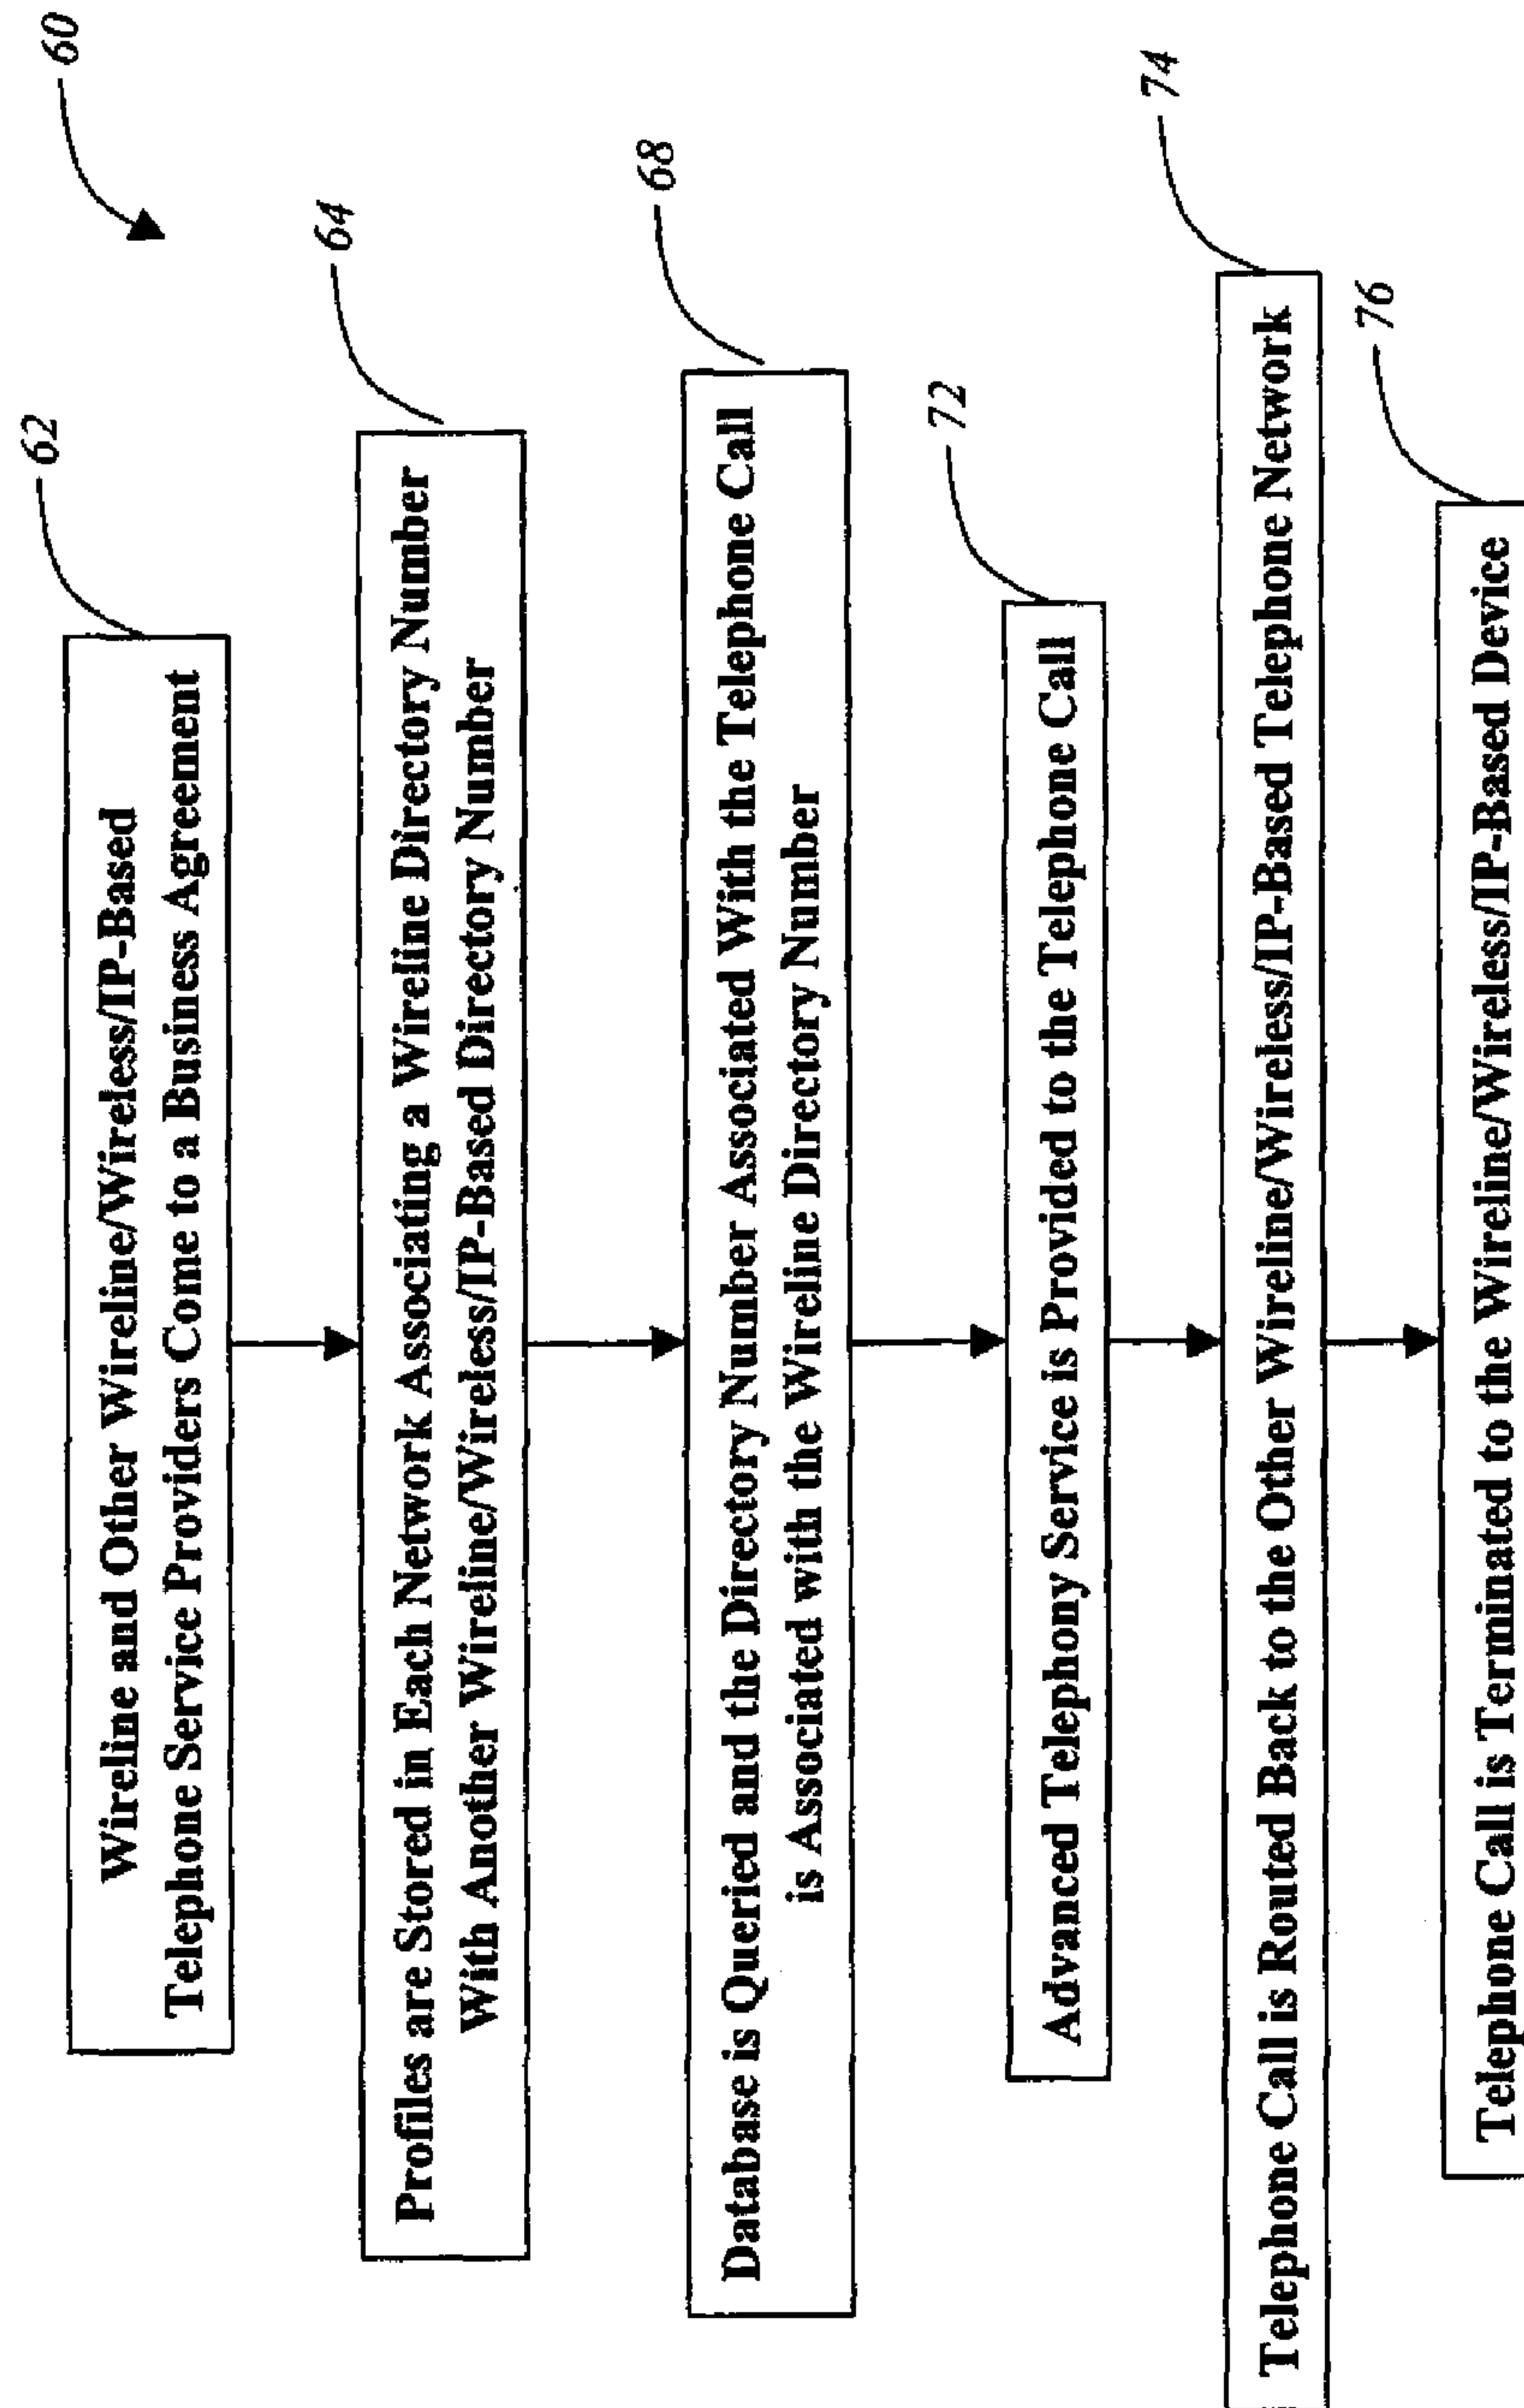 60
62
Wireline and Other Wireline/Wireless/IP-Based
Telephone Service Providers Come to a Business Agreement
64
Profiles are Stored in Each Network Associating a Wireline Directory Number
With Another Wireline/Wireless/IP-Based Directory Number
68
Database is Queried and the Directory Number Associated With the Telephone Call
is Associated with the Wireline Directory Number
72
Advanced Telephony Service is Provided to the Telephone Call
74
Telephone Call is Routed Back to the Other Wireline/Wireless/IP-Based Telephone Network
76
Telephone Call is Terminated to the Wireline/Wireless/IP-Based Device